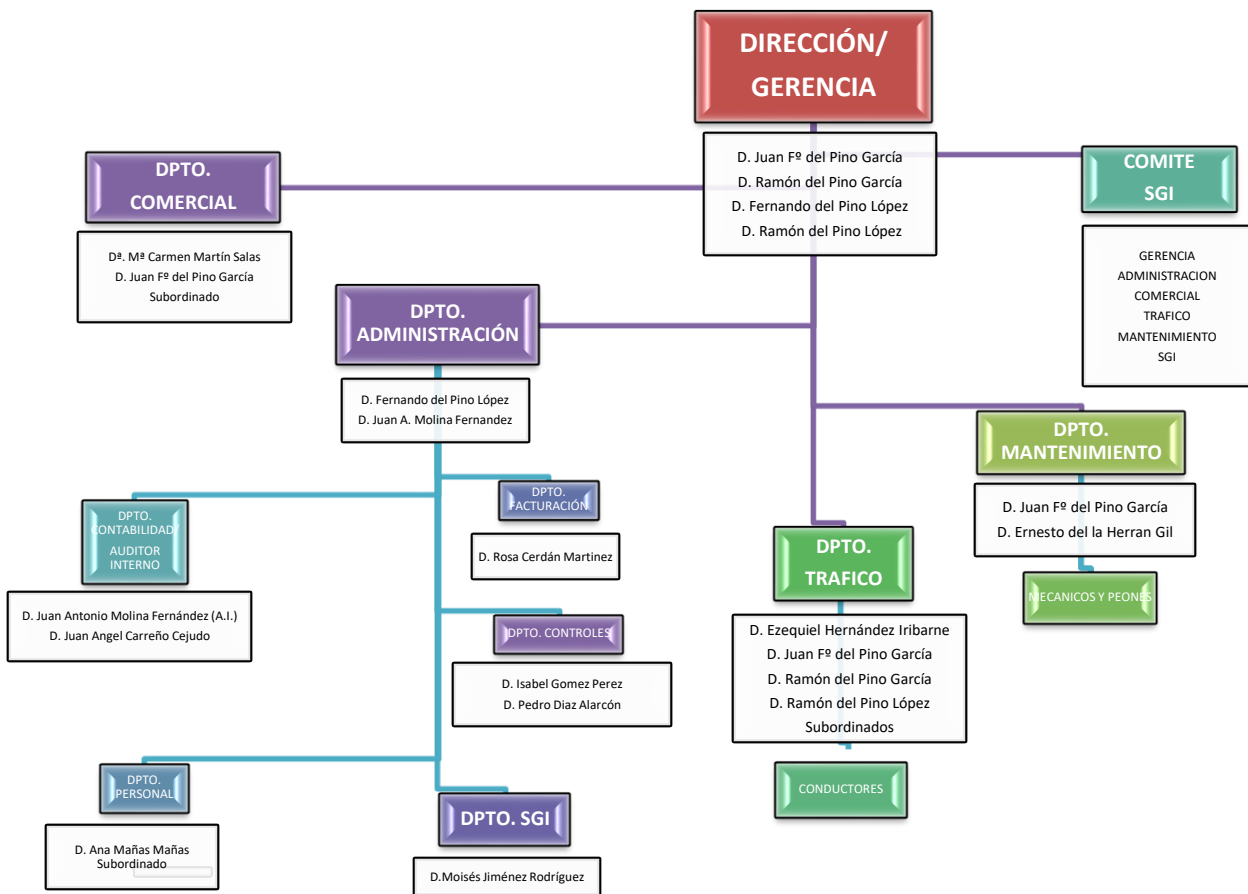 DIRECCIÓN/
GERENCIA
D. Juan Fº del Pino García
D. Ramón del Pino García
D. Fernando del Pino López
D. Ramón del Pino López
DPTO.
COMERCIAL
Dª. Mª Carmen Martín Salas
D. Juan Fº del Pino García
Subordinado
COMITE
SGI
GERENCIA
ADMINISTRACION
COMERCIAL
TRAFICO
MANTENIMIENTO
SGI
DPTO.
ADMINISTRACIÓN
D. Fernando del Pino López
D. Juan A. Molina Fernandez
DPTO.
MANTENIMIENTO
D. Juan Fº del Pino García
D. Ernesto del la Herran Gil
MECANICOS Y PEONES
DPTO.
FACTURACIÓN
D. Rosa Cerdán Martinez
DPTO.
CONTABILIDAD/
AUDITOR
INTERNO
D. Juan Antonio Molina Fernández (A.I.)
D. Juan Angel Carreño Cejudo
DPTO.
TRAFICO
D. Ezequiel Hernández Iribarne
D. Juan Fº del Pino García
D. Ramón del Pino García
D. Ramón del Pino López
Subordinados
CONDUCTORES
DPTO. CONTROLES
D. Isabel Gomez Perez
D. Pedro Diaz Alarcón
DPTO.
PERSONAL
D. Ana Mañas Mañas
Subordinado
DPTO. SGI
D.Moisés Jiménez Rodríguez